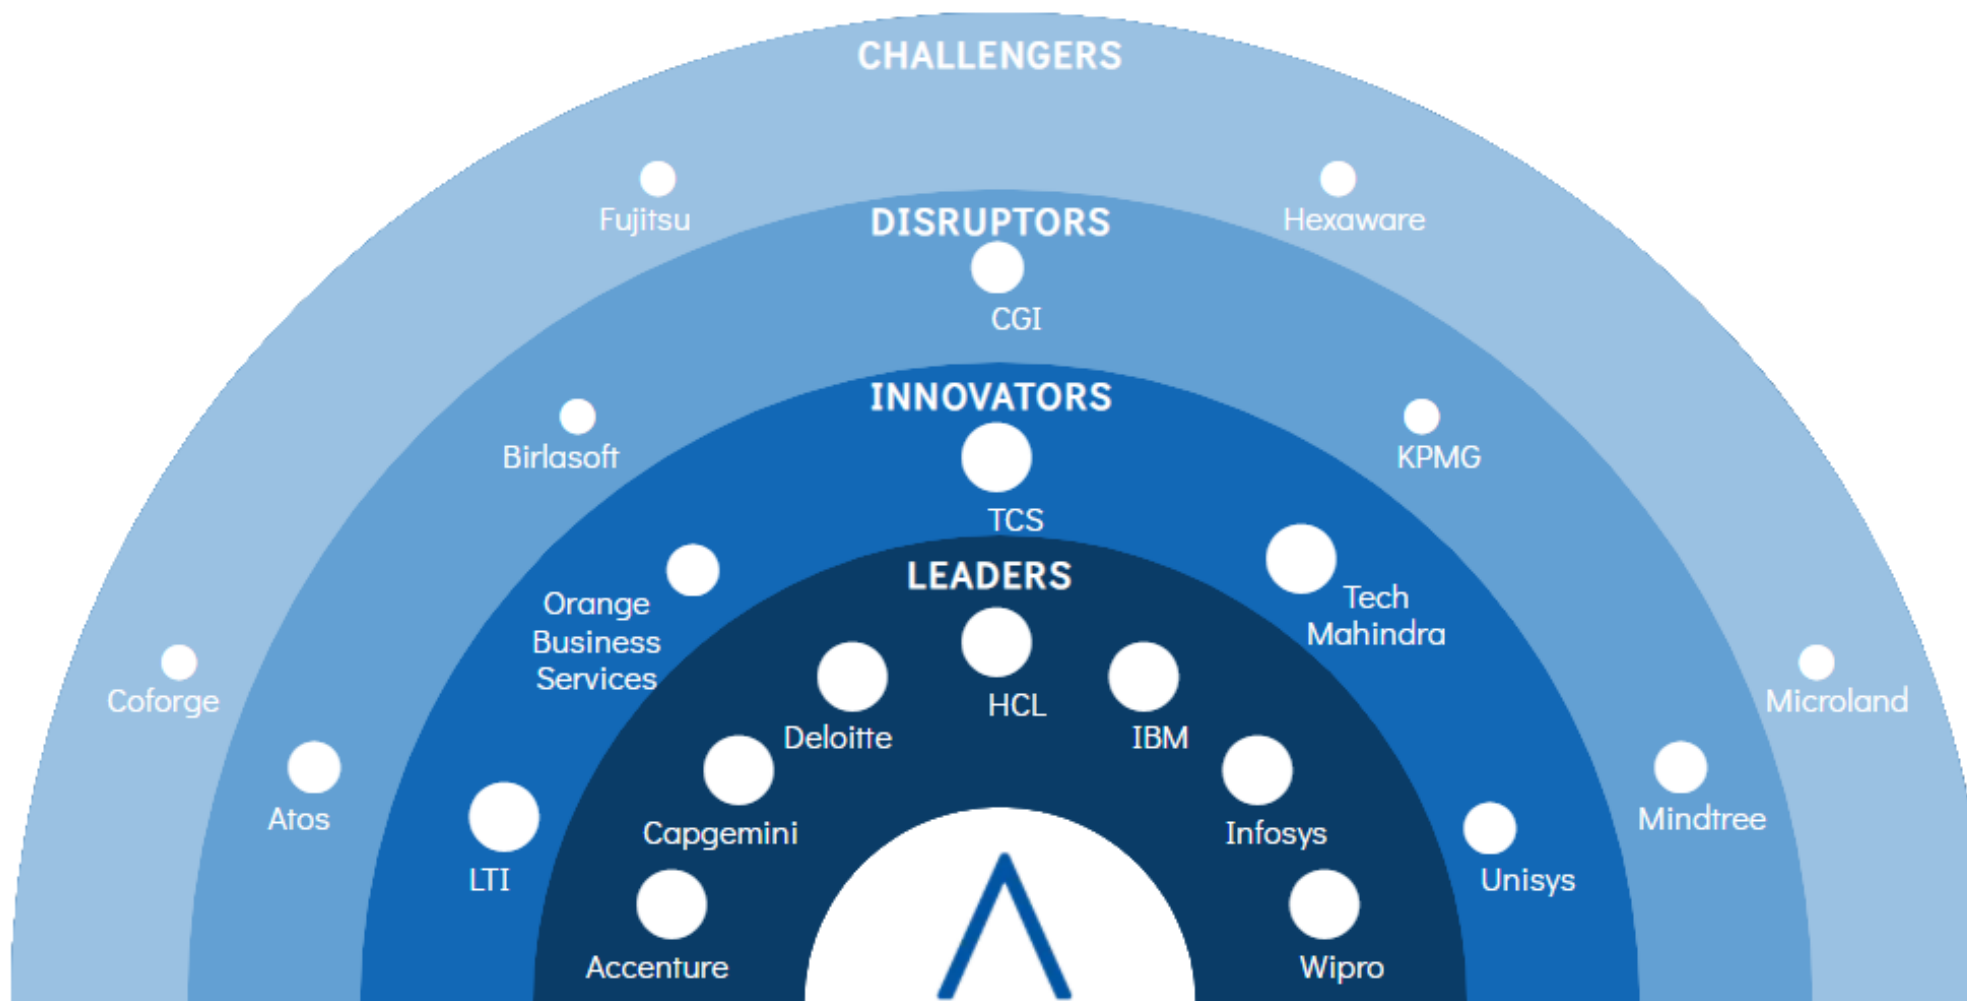 CHALLENGERS
Fujitsu
Hexaware
DISRUPTORS
CGI
INNOVATORS
Birlasoft
KPMG
TCS
LEADERS
Orange
Business
Services
Tech
Mahindra
Coforge
Microland
HCL
Deloitte
IBM
Atos
Mindtree
Capgemini
Infosys
LTI
Unisys
Accenture
Wipro